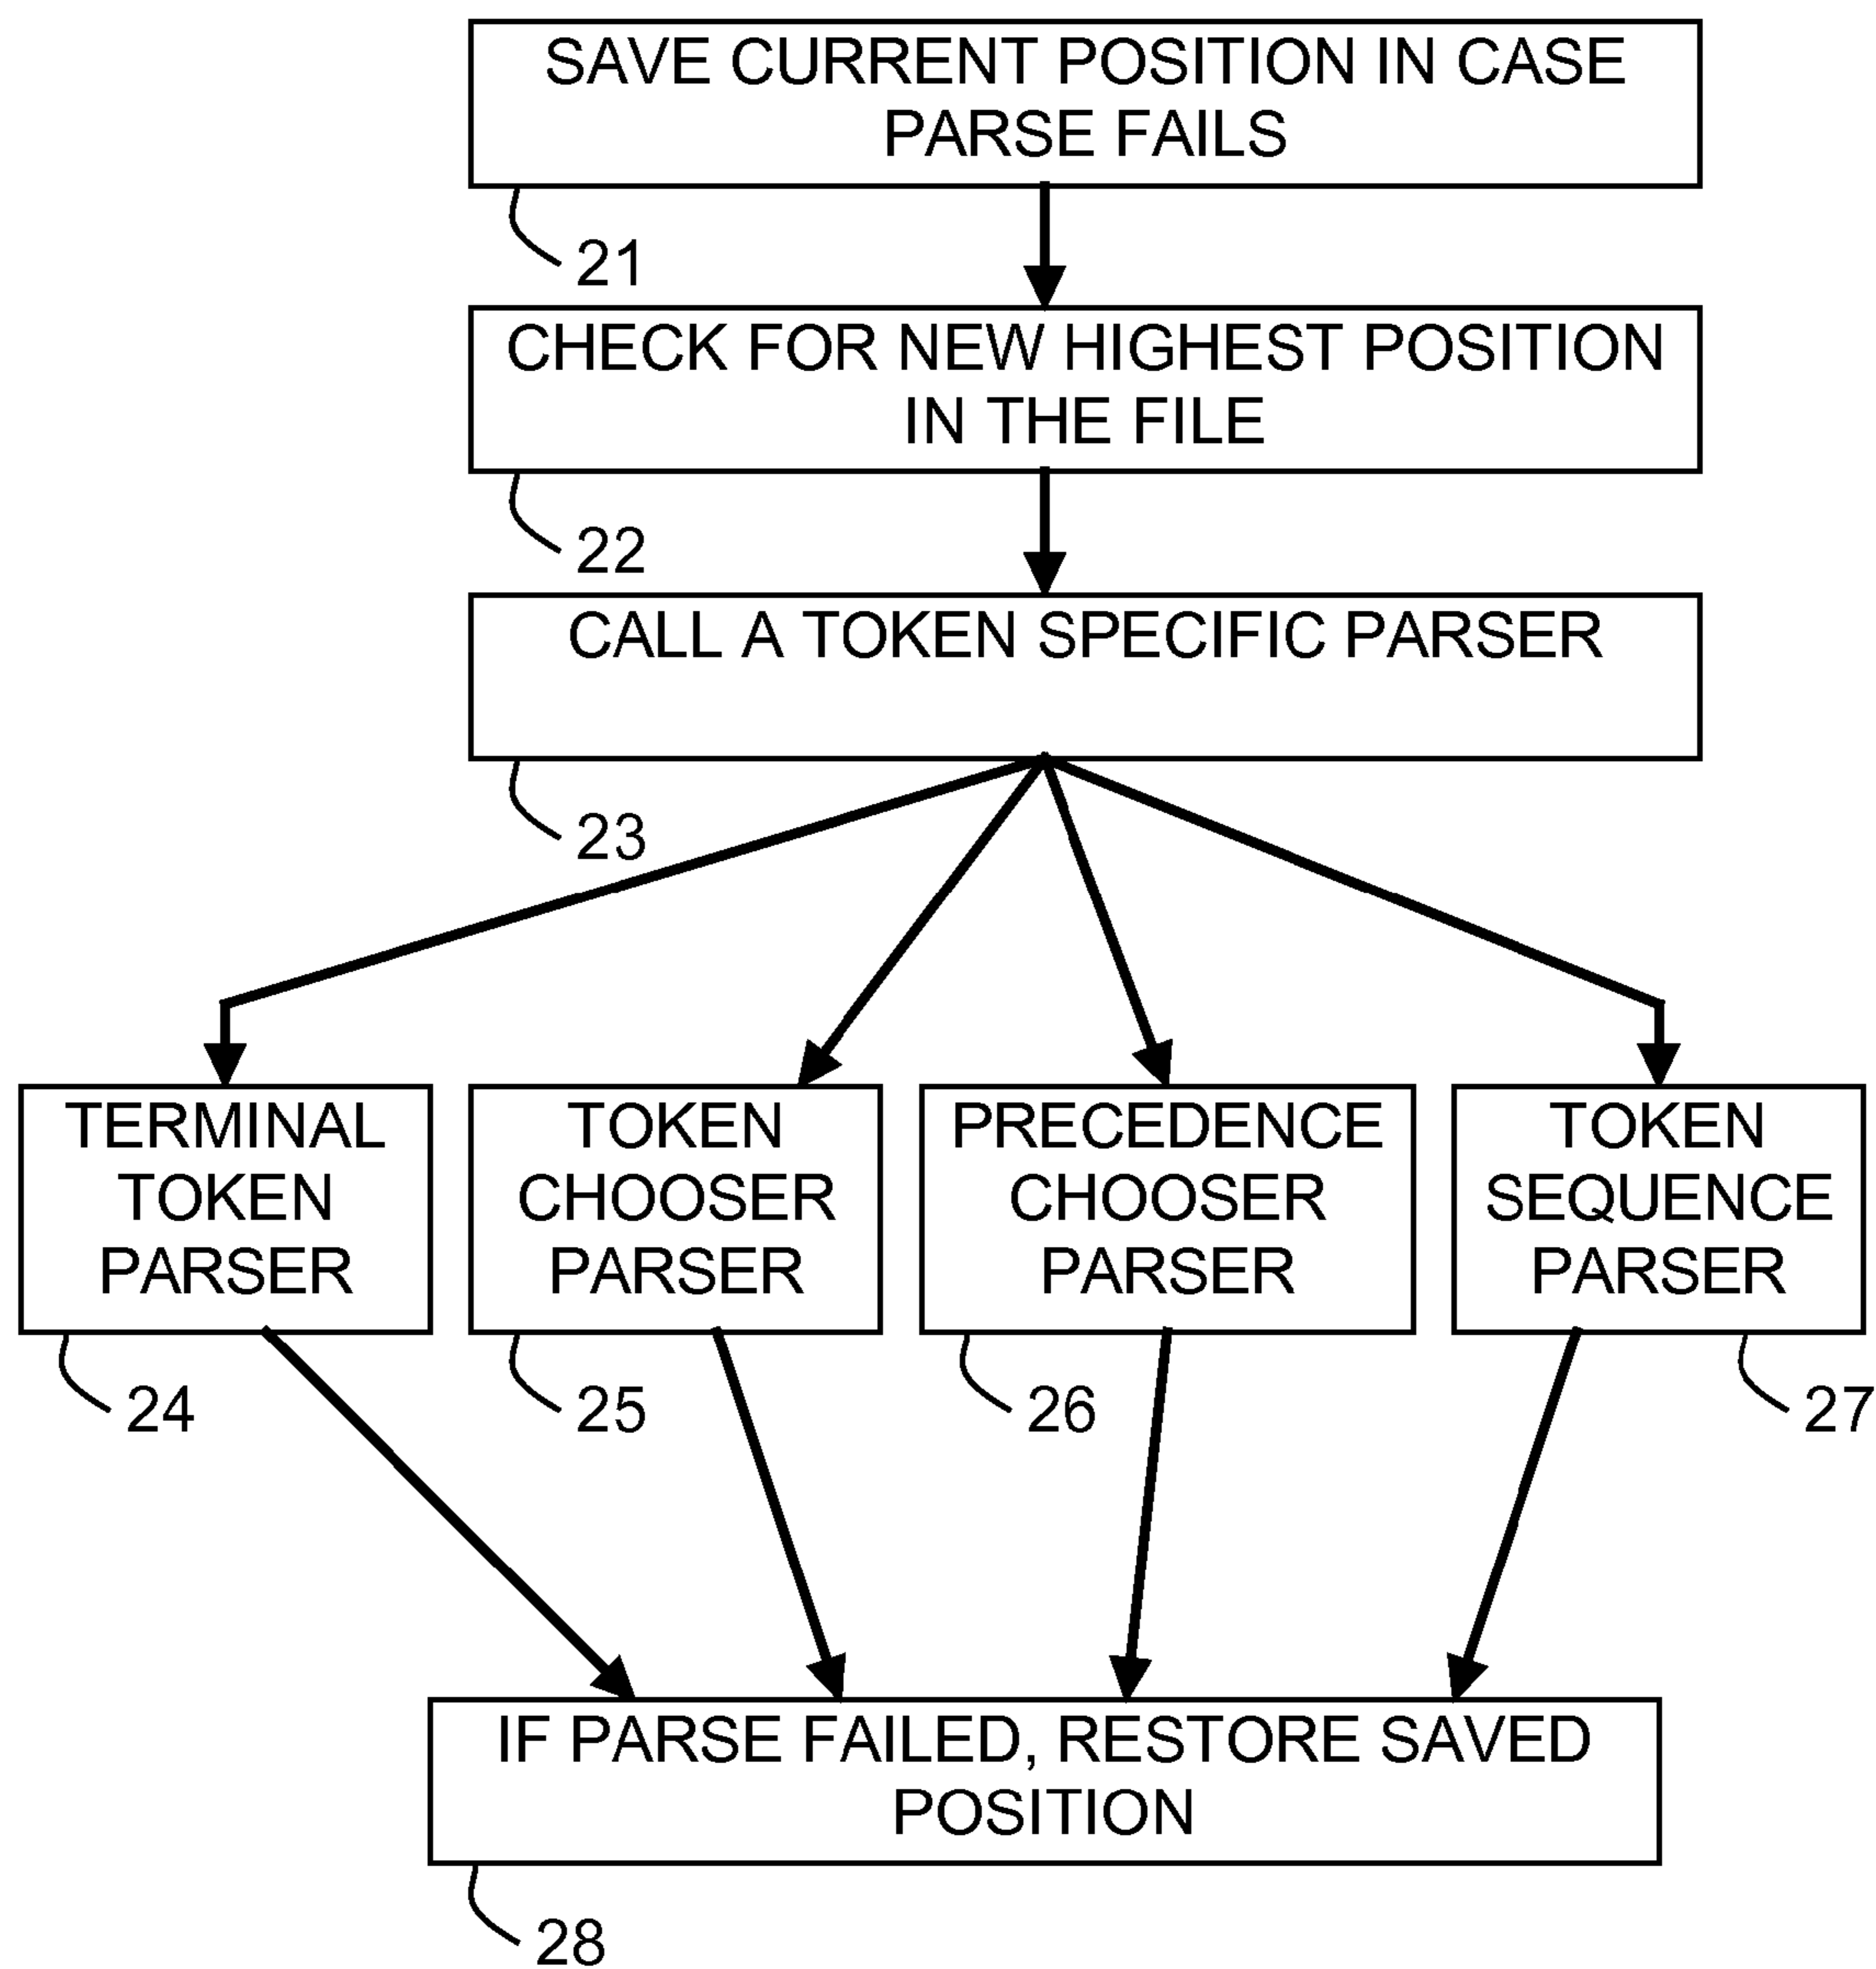 SAVE CURRENT POSITION IN CASE
PARSE FAILS
21
CHECK FOR NEW HIGHEST POSITION
IN THE FILE
22
CALL A TOKEN SPECIFIC PARSER
23
TERMINAL
TOKEN
PARSER
24
TOKEN
CHOOSER
PARSER
25
PRECEDENCE
CHOOSER
PARSER
26
TOKEN
SEQUENCE
PARSER
27
IF PARSE FAILED, RESTORE SAVED
POSITION
28